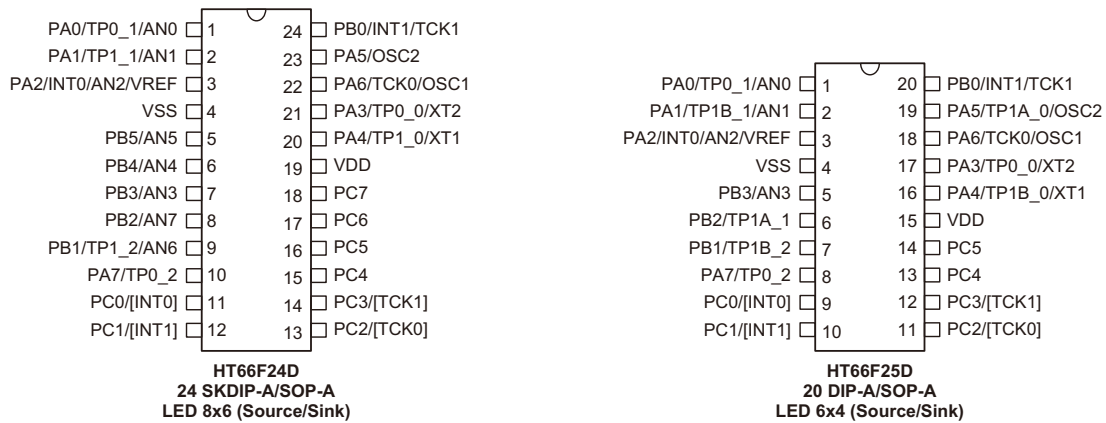 PA0/TP0_1/AN0 1 24 PB0/INT1/TCK1
PA1/TP1_1/AN1 2 23 PA5/OSC2
PA2/INT0/AN2/VREF 3 22 PA6/TCK0/OSC1
VSS 4 21 PA3/TP0_0/XT2
PB5/AN5 5 20 PA4/TP1_0/XT1
PB4/AN4 6 19 VDD
PB3/AN3 7 18 PC7
PB2/AN7 8 17 PC6
PB1/TP1_2/AN6 9 16 PC5
PA7/TP0_2 10 15 PC4
PC0/[INT0] 11 14 PC3/[TCK1]
PC1/[INT1] 12 13 PC2/[TCK0]
HT66F24D
24 SKDIP-A/SOP-A
LED 8x6 (Source/Sink)
PA0/TP0_1/AN0 1 20 PB0/INT1/TCK1
PA1/TP1B_1/AN1 2 19 PA5/TP1A_0/OSC2
PA2/INT0/AN2/VREF 3 18 PA6/TCK0/OSC1
VSS 4 17 PA3/TP0_0/XT2
PB3/AN3 5 16 PA4/TP1B_0/XT1
PB2/TP1A_1 6 15 VDD
PB1/TP1B_2 7 14 PC5
PA7/TP0_2 8 13 PC4
PC0/[INT0] 9 12 PC3/[TCK1]
PC1/[INT1] 10 11 PC2/[TCK0]
HT66F25D
20 DIP-A/SOP-A
LED 6x4 (Source/Sink)